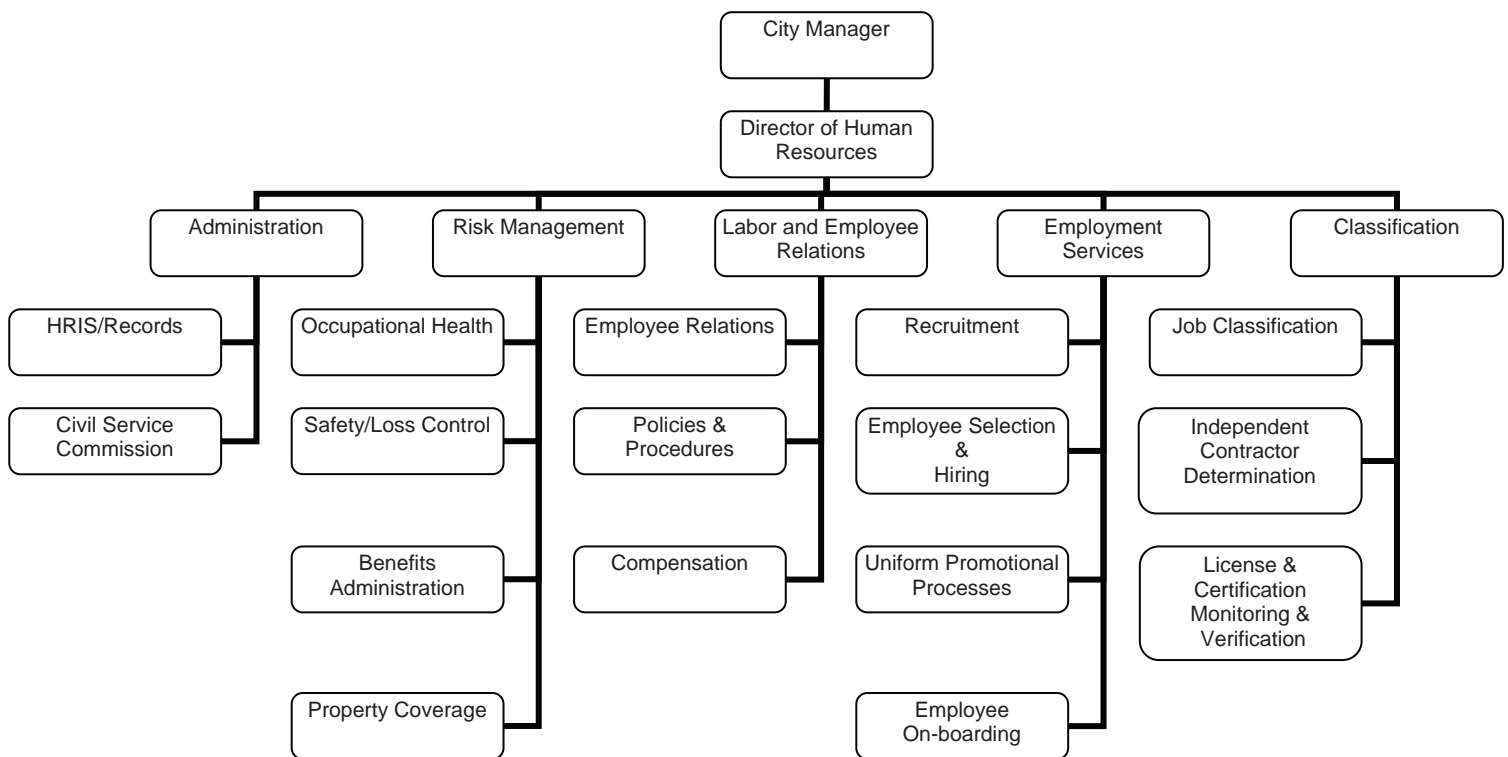 City Manager
Director of Human
Resources
Administration
Risk Management
Labor and Employee
Relations
Employment
Services
Classification
HRIS/Records
Occupational Health
Employee Relations
Recruitment
Job Classification
Civil Service
Commission
Safety/Loss Control
Policies &
Procedures
Employee Selection
&
Hiring
Independent
Contractor
Determination
Benefits
Administration
Compensation
Uniform Promotional
Processes
License &
Certification
Monitoring &
Verification
Property Coverage
Employee
On-boarding